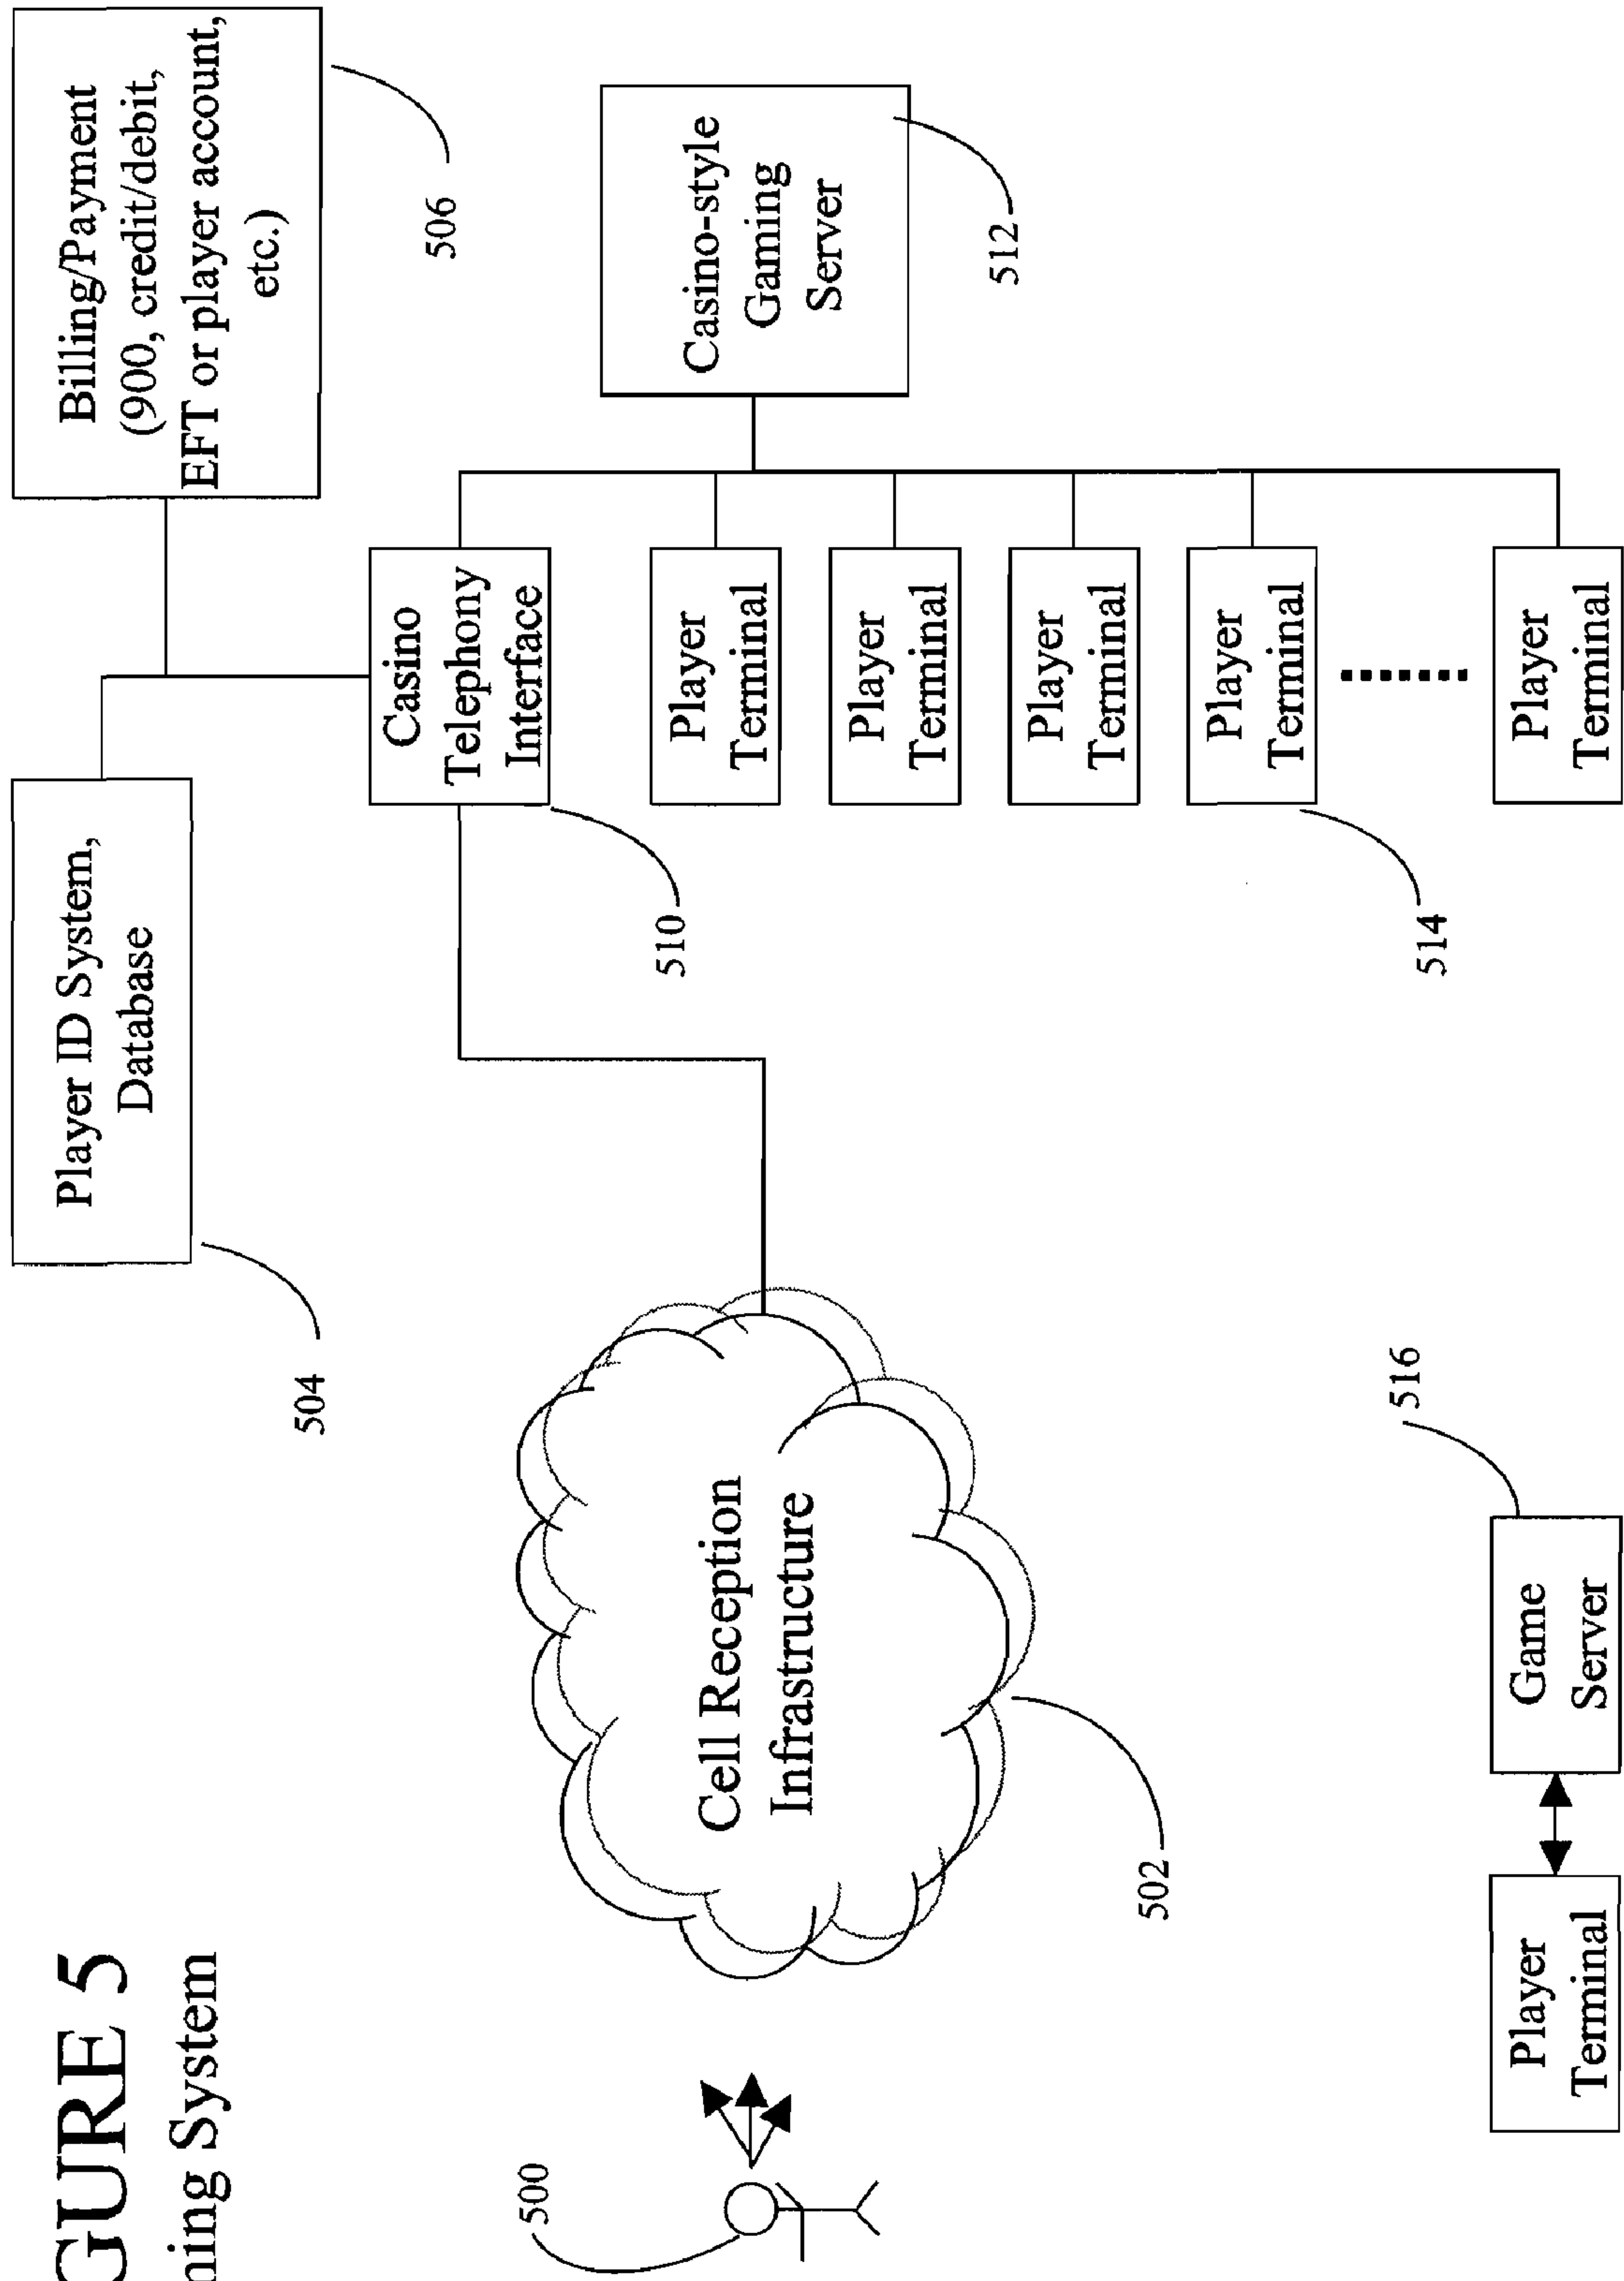 GURE 5
ning System
Player ID System,
Database
504
Billing/Payment
(900, credit/debit,
EFT or player account,
etc.)
506
500
Cell Reception
Infrastructure
502
Casino
Telephony
Interface
510
Casino-style
Gaming
Server
512
Player
Terminal
Player
Terminal
Player
Terminal
Player
Terminal
514
Player
Terminal
Player
Terminal
Game
Server
516